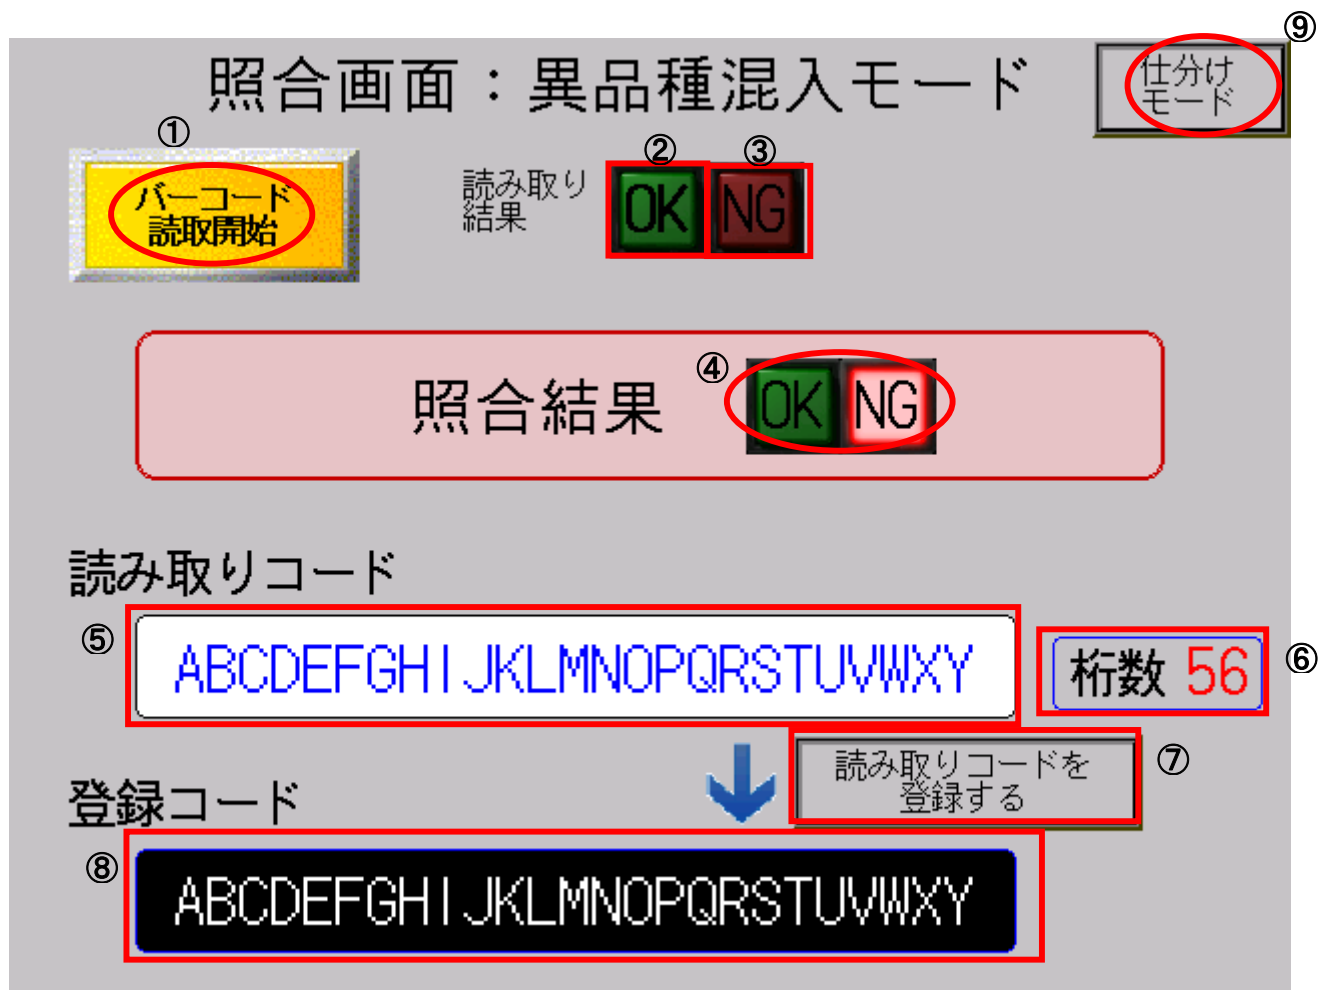 ⑨
照合画面：異品種混入モード
仕分け
モード
①
バーコード
読取開始
読み取り
結果
②
OK
③
NG
照合結果
④
OK
NG
読み取りコード
⑤
ABCDEFGHIJKLMNOPQRSTUVWXY
桁数 56
⑥
読み取りコードを
登録する
⑦
登録コード
⑧
ABCDEFGHIJKLMNOPQRSTUVWXY